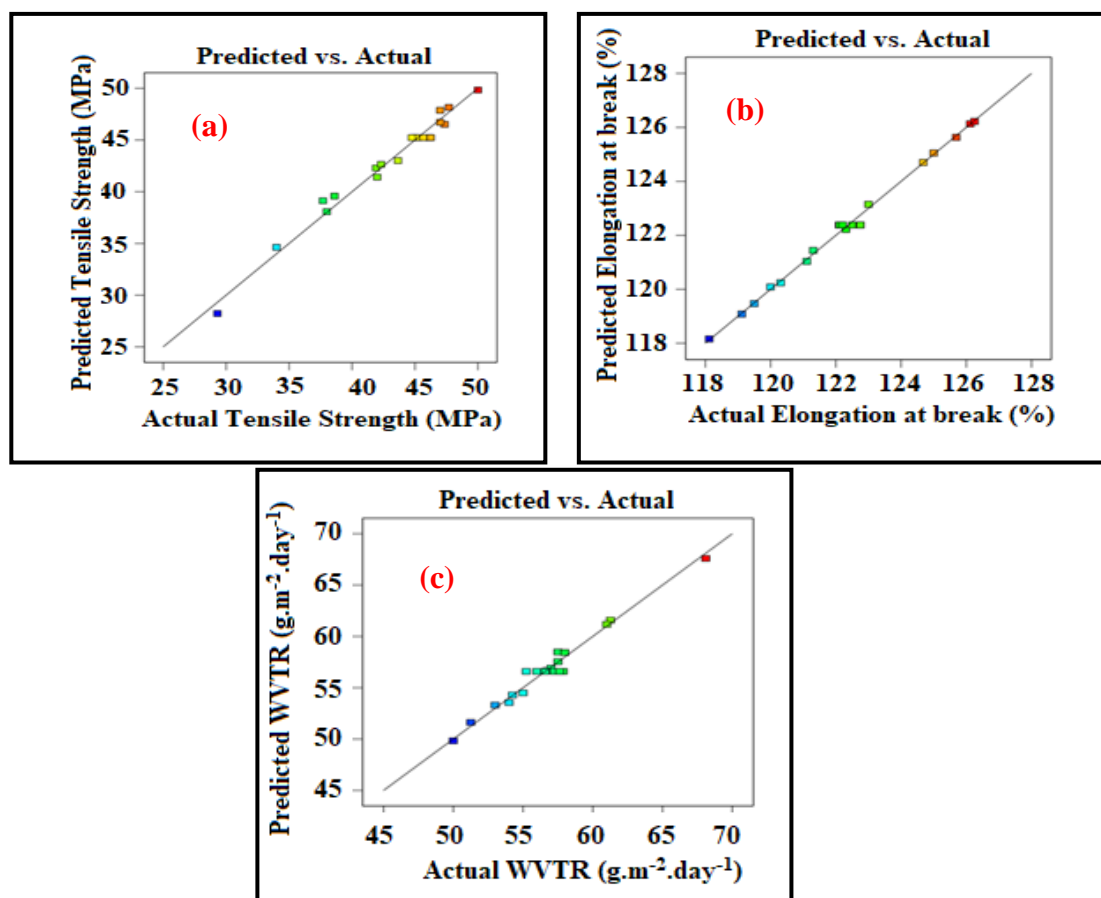 Predicted vs. Actual
(a)
Predicted Tensile Strength (MPa)
50
45
40
35
30
25
25 30 35 40 45 50
Actual Tensile Strength (MPa)
Predicted vs. Actual
(b)
Predicted Elongation at break (%)
128
126
124
122
120
118
118 120 122 124 126 128
Actual Elongation at break (%)
Predicted vs. Actual
(c)
Predicted WVTR (g.m⁻².day⁻¹)
70
65
60
55
50
45
45 50 55 60 65 70
Actual WVTR (g.m⁻².day⁻¹)